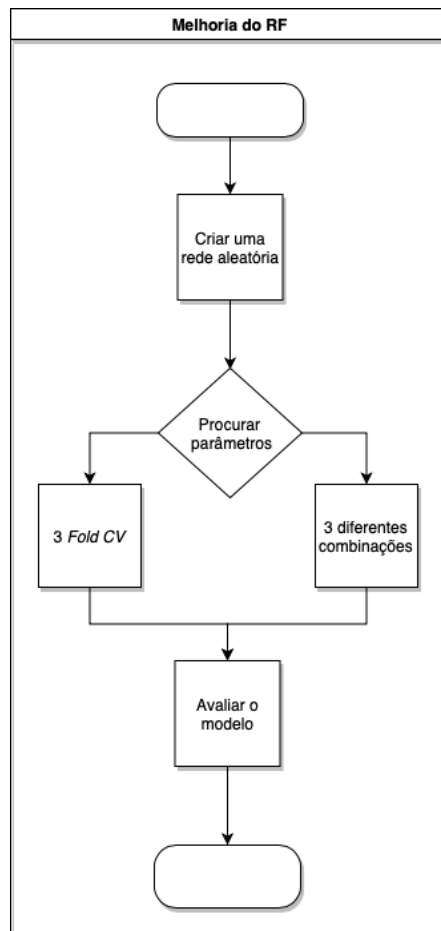 Melhoria do RF
Criar uma
rede aleatória
Procurar
parâmetros
3 Fold CV
3 diferentes
combinações
Avaliar o
modelo